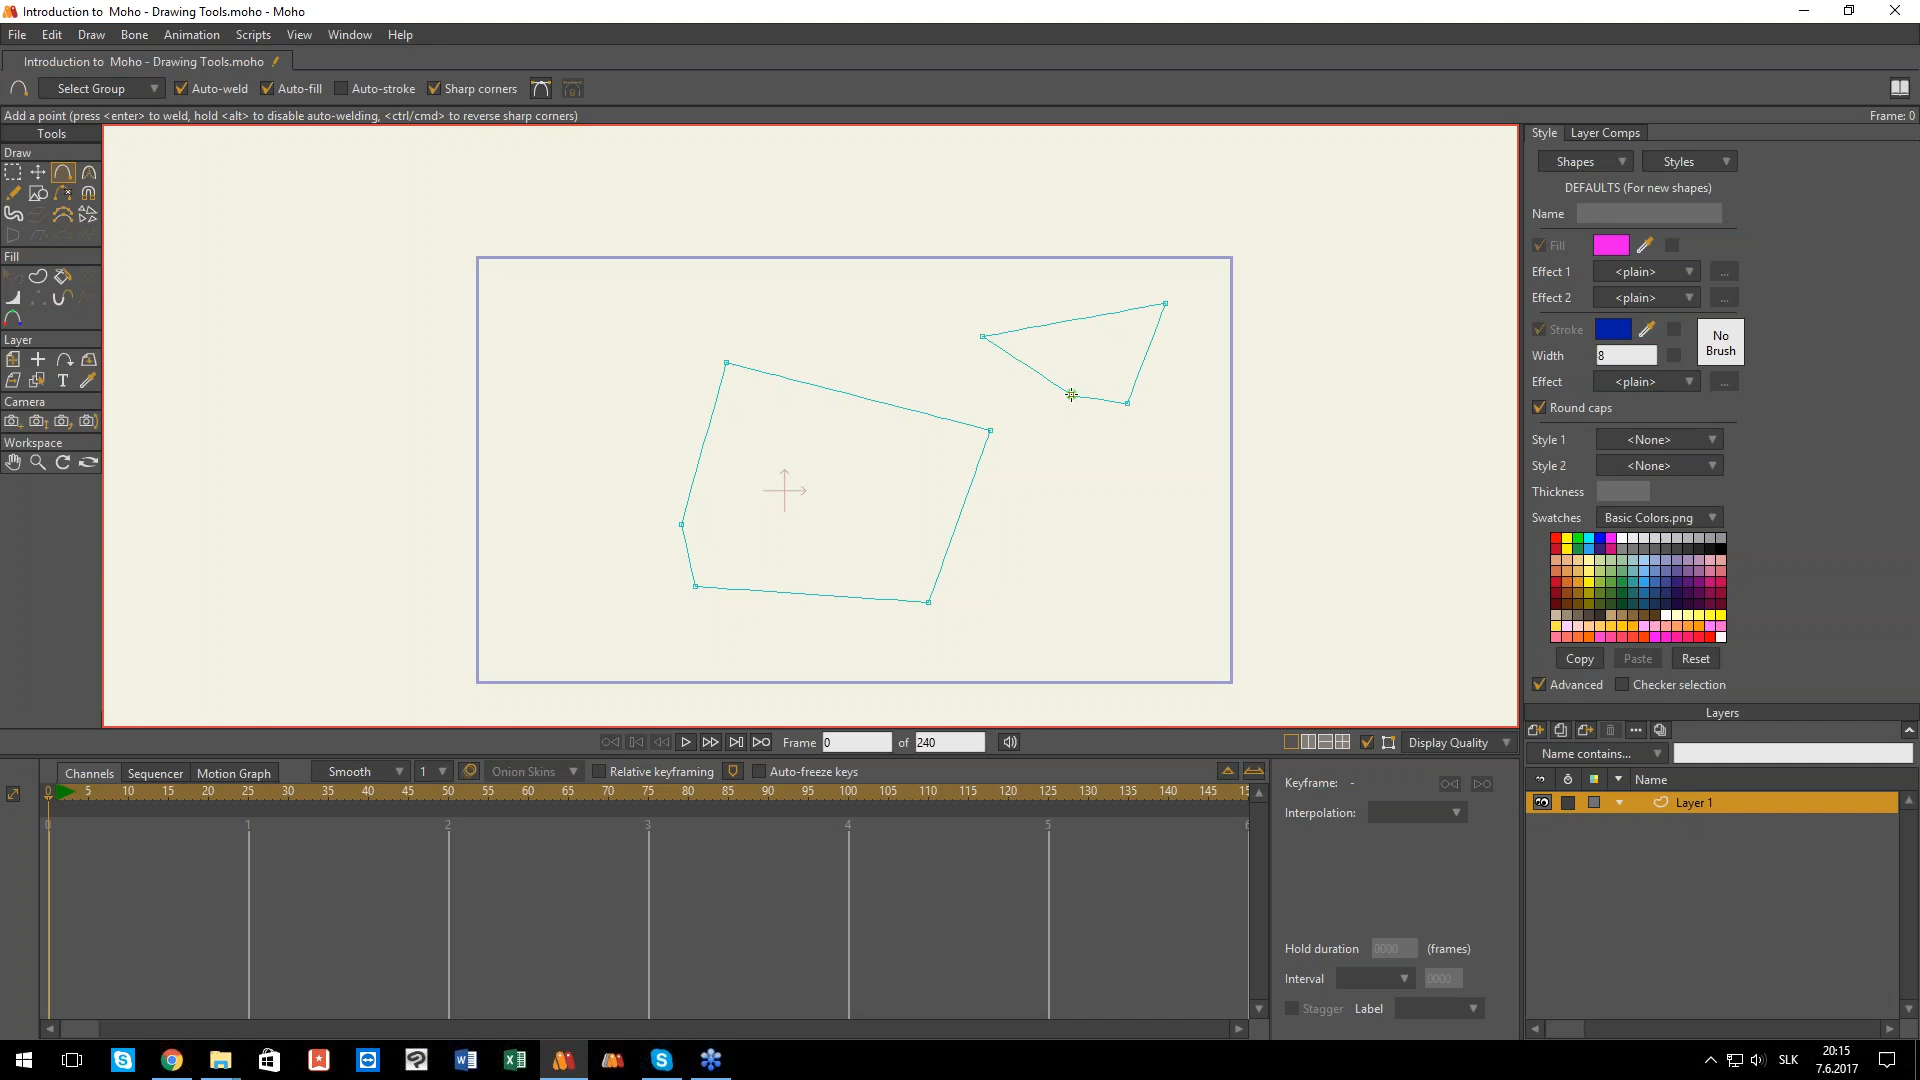 Introduction to  Moho - Drawing Tools.moho - Moho
File Edit Draw Bone Animation Scripts View Window Help
Introduction to  Moho - Drawing Tools.moho
Select Group Auto-weld Auto-fill Auto-stroke Sharp corners
Add a point (press <enter> to weld, hold <alt> to disable auto-welding, <ctrl/cmd> to reverse sharp corners) Frame: 0
Tools
Draw
Fill
Layer
T
Camera
Workspace
Style Layer Comps
Shapes Styles
DEFAULTS (For new shapes)
Name
Fill
Effect 1 <plain> ...
Effect 2 <plain> ...
Stroke No Brush
Width 8
Effect <plain> ...
Round caps
Style 1 <None>
Style 2 <None>
Thickness
Swatches Basic Colors.png
Copy Paste Reset
Advanced Checker selection
Layers
Name contains...
Name
Layer 1
Frame 0 of 240 Display Quality
Channels Sequencer Motion Graph Smooth 1 Onion Skins Relative keyframing Auto-freeze keys
0 5 10 15 20 25 30 35 40 45 50 55 60 65 70 75 80 85 90 95 100 105 110 115 120 125 130 135 140 145 15
0 1 2 3 4 5 6
Keyframe: -
Interpolation:
Hold duration 0000 (frames)
Interval 0000
Stagger Label
SLK
20:15
7.6.2017